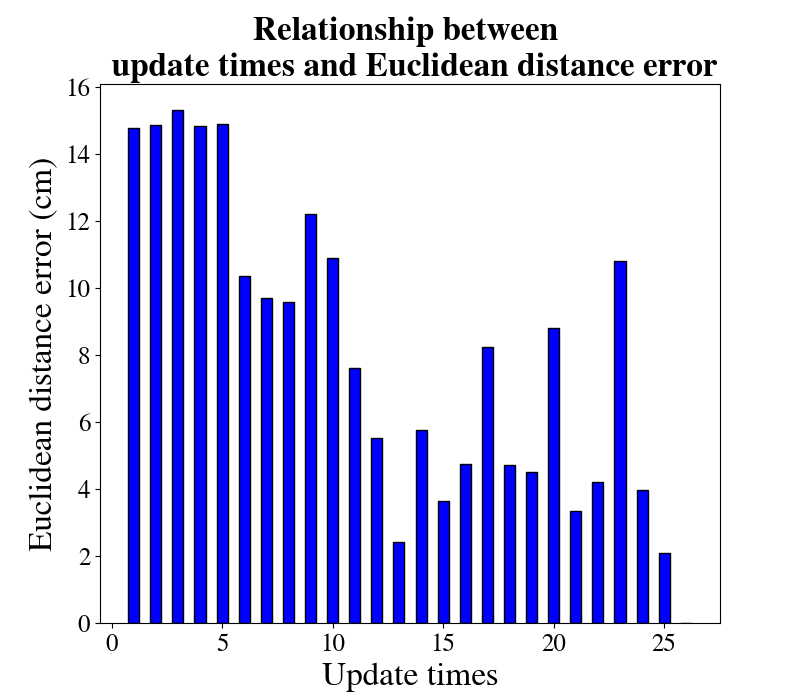 Relationship between
update times and Euclidean distance error
16
14
12
10
8
6
4
2
0
Euclidean distance error (cm)
0 5 10 15 20 25
Update times